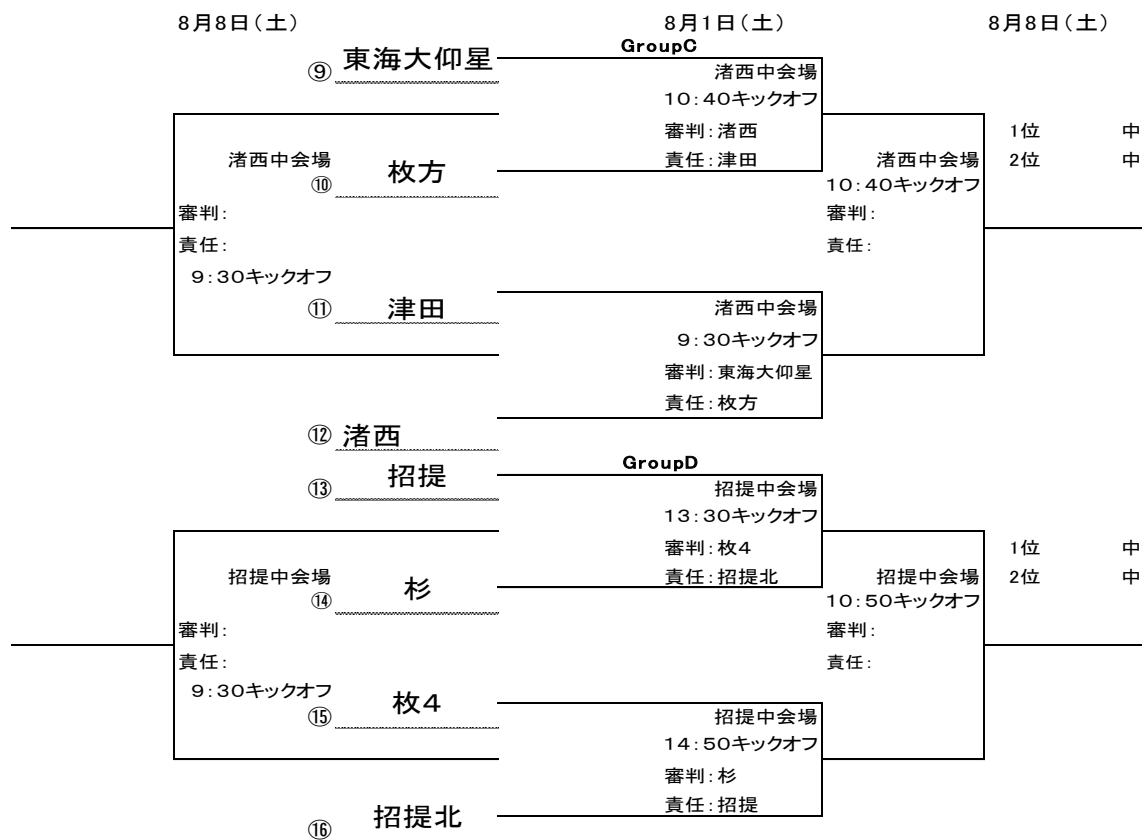 8月8日(土)
8月1日(土)
8月8日(土)
GroupC
⑨ 東海大仰星
渚西中会場
10:40キックオフ
審判:渚西
責任:津田
1位 中
2位 中
渚西中会場
⑩ 枚方
渚西中会場
10:40キックオフ
審判:
責任:
審判:
責任:
9:30キックオフ
⑪ 津田
渚西中会場
9:30キックオフ
審判:東海大仰星
責任:枚方
⑫ 渚西
GroupD
⑬ 招提
招提中会場
13:30キックオフ
審判:枚4
責任:招提北
1位 中
2位 中
招提中会場
⑭ 杉
招提中会場
10:50キックオフ
審判:
責任:
審判:
責任:
9:30キックオフ
⑮ 枚4
招提中会場
14:50キックオフ
審判:杉
責任:招提
⑯ 招提北